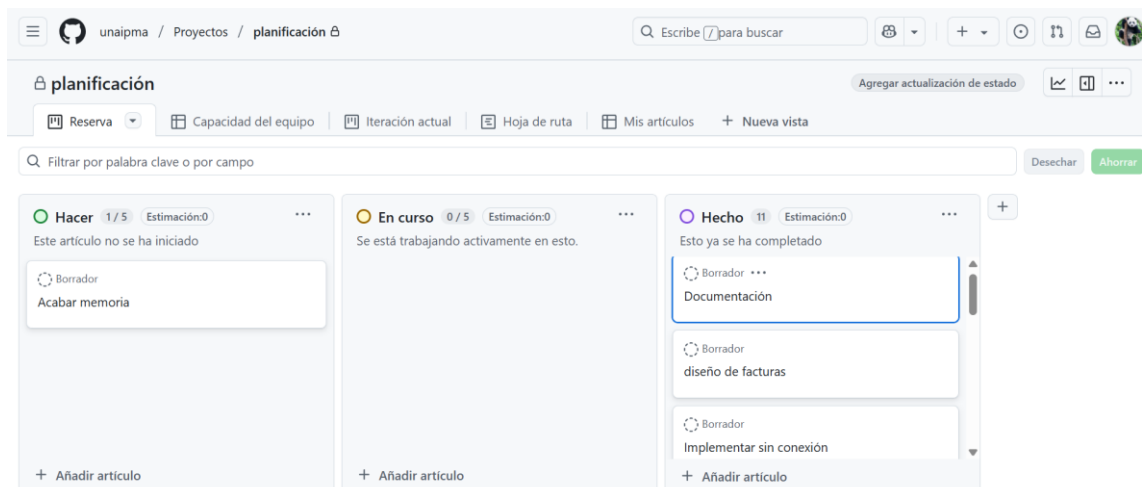 unaipma / Proyectos / planificación
Escribe / para buscar
planificación
Agregar actualización de estado
Reserva
Capacidad del equipo
Iteración actual
Hoja de ruta
Mis artículos
+ Nueva vista
Filtrar por palabra clave o por campo
Desechar
Ahorrar
Hacer 1 / 5 Estimación:0
Este artículo no se ha iniciado
Borrador
Acabar memoria
+ Añadir artículo
En curso 0 / 5 Estimación:0
Se está trabajando activamente en esto.
+ Añadir artículo
Hecho 11 Estimación:0
Esto ya se ha completado
Borrador
Documentación
Borrador
diseño de facturas
Borrador
Implementar sin conexión
+ Añadir artículo